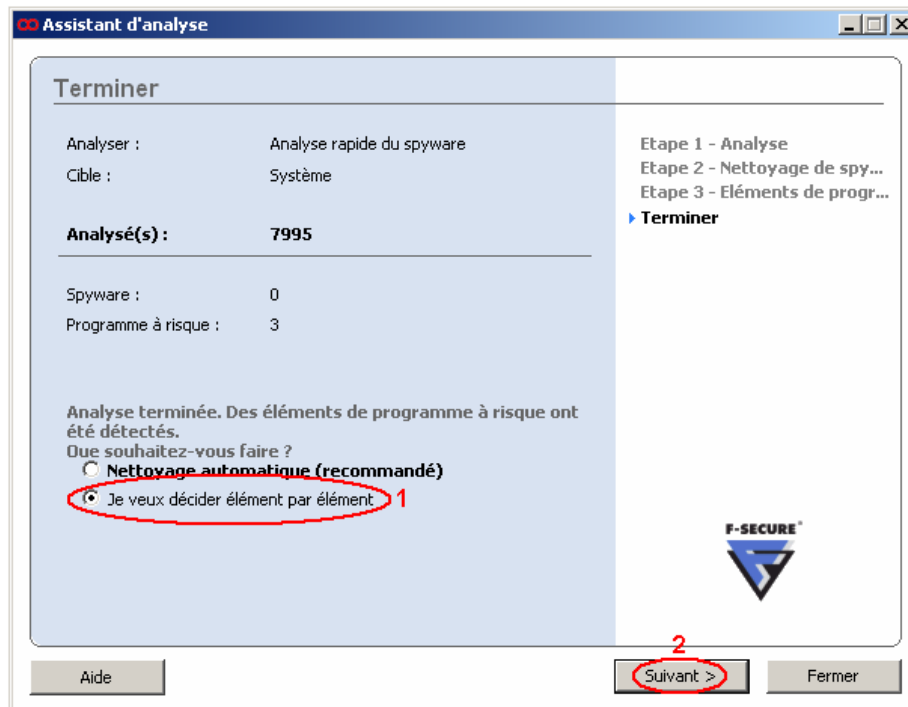 Assistant d'analyse
Terminer
Analyser : Analyse rapide du spyware
Cible : Système
Analysé(s) : 7995
Spyware : 0
Programme à risque : 3
Analyse terminée. Des éléments de programme à risque ont
été détectés.
Que souhaitez-vous faire ?
Nettoyage automatique (recommandé)
Je veux décider élément par élément 1
Etape 1 - Analyse
Etape 2 - Nettoyage de spy...
Etape 3 - Eléments de progr...
Terminer
F-SECURE®
2
Aide
Suivant >
Fermer